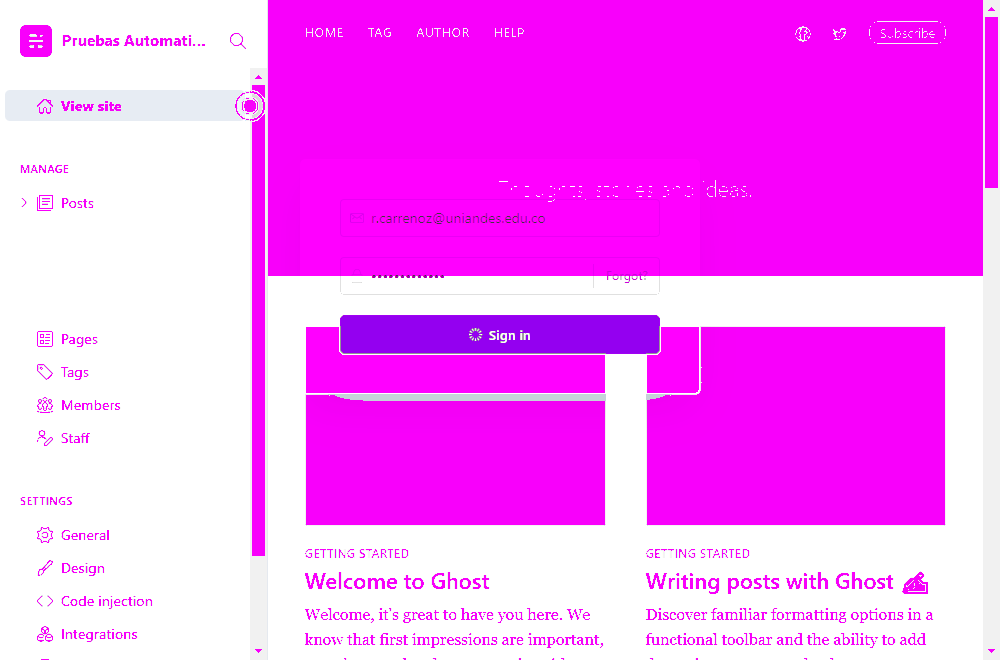 Pruebas Automati...
View site
MANAGE
Posts
Pages
Tags
Members
Staff
SETTINGS
General
Design
Code injection
Integrations
HOME TAG AUTHOR HELP
Subscribe
Thoughts, stories and ideas.
r.carrenoz@uniandes.edu.co
Forgot?
Sign in
GETTING STARTED
Welcome to Ghost
Welcome, it's great to have you here. We
know that first impressions are important,
GETTING STARTED
Writing posts with Ghost ✍️
Discover familiar formatting options in a
functional toolbar and the ability to add